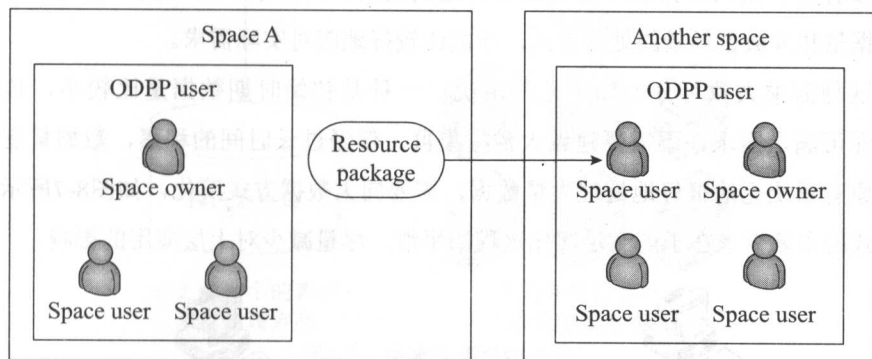 Space A
ODPP user
Space owner
Space user
Space user
Resource
package
Another space
ODPP user
Space user
Space owner
Space user
Space user